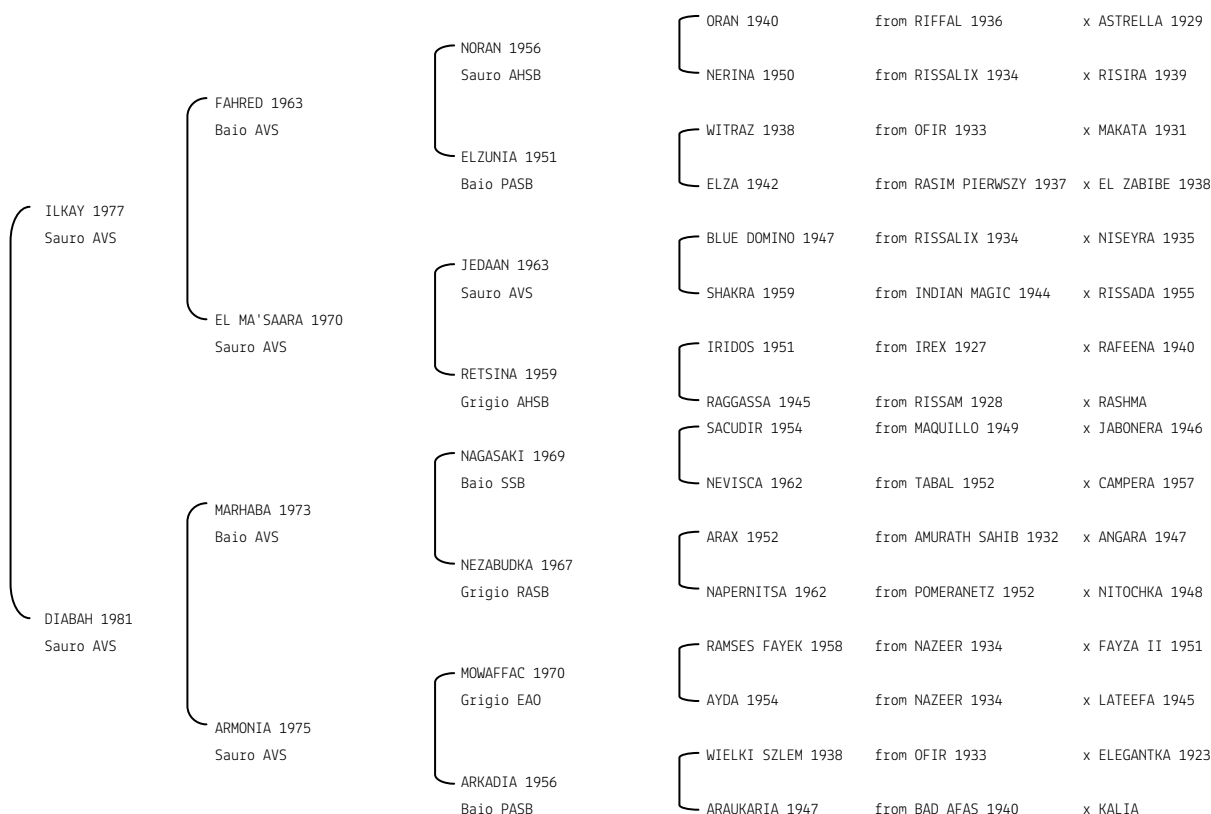 ORAN 1940 from RIFFAL 1936 x ASTRELLA 1929
NORAN 1956
Sauro AHSB
NERINA 1950 from RISSALIX 1934 x RISIRA 1939
FAHRED 1963
Baio AVS
WITRAZ 1938 from OFIR 1933 x MAKATA 1931
ELZUNIA 1951
Baio PASB
ELZA 1942 from RASIM PIERWSZY 1937 x EL ZABIBE 1938
ILKAY 1977
Sauro AVS
BLUE DOMINO 1947 from RISSALIX 1934 x NISEYRA 1935
JEDAAN 1963
Sauro AVS
SHAKRA 1959 from INDIAN MAGIC 1944 x RISSADA 1955
EL MA'SAARA 1970
Sauro AVS
IRIDOS 1951 from IREX 1927 x RAFEENA 1940
RETSINA 1959
Grigio AHSB
RAGGASSA 1945 from RISSAM 1928 x RASHMA
SACUDIR 1954 from MAQUILLO 1949 x JABONERA 1946
NAGASAKI 1969
Baio SSB
NEVISCA 1962 from TABAL 1952 x CAMPERA 1957
MARHABA 1973
Baio AVS
ARAX 1952 from AMURATH SAHIB 1932 x ANGARA 1947
NEZABUDKA 1967
Grigio RASB
NAPERNITSA 1962 from POMERANETZ 1952 x NITOCHKA 1948
DIABAH 1981
Sauro AVS
RAMSES FAYEK 1958 from NAZEER 1934 x FAYZA II 1951
MOWAFFAC 1970
Grigio EAO
AYDA 1954 from NAZEER 1934 x LATEEFA 1945
ARMONIA 1975
Sauro AVS
WIELKI SZLEM 1938 from OFIR 1933 x ELEGANTKA 1923
ARKADIA 1956
Baio PASB
ARAUKARIA 1947 from BAD AFAS 1940 x KALIA